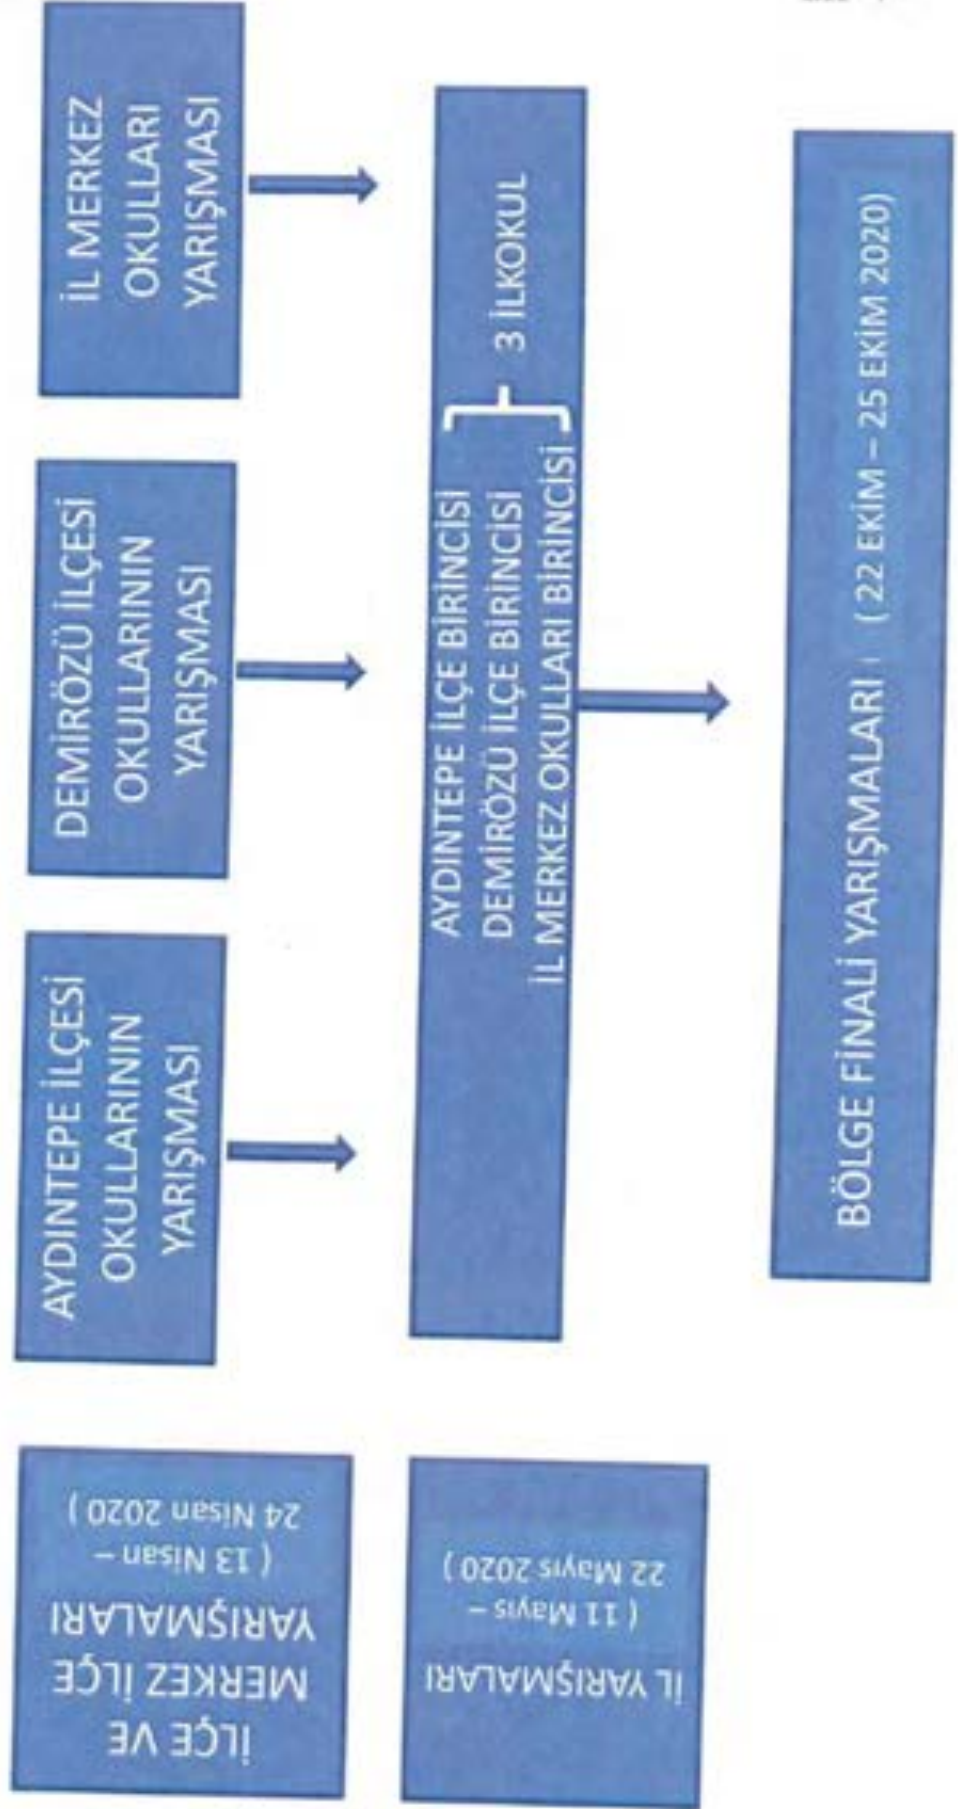 İLÇE VE
MERKEZ İLÇE
YARIŞMALARI
( 13 Nisan –
24 Nisan 2020 )
AYDINTEPE İLÇESİ
OKULLARININ
YARIŞMASI
DEMİRÖZÜ İLÇESİ
OKULLARININ
YARIŞMASI
İL MERKEZ
OKULLARI
YARIŞMASI
İL YARIŞMALARI
( 11 Mayıs –
22 Mayıs 2020 )
AYDINTEPE İLÇE BİRİNCİSİ
DEMİRÖZÜ İLÇE BİRİNCİSİ
İL MERKEZ OKULLARI BİRİNCİSİ
3 İLKOKUL
BÖLGE FİNALİ YARIŞMALARI ( 22 EKİM – 25 EKİM 2020)